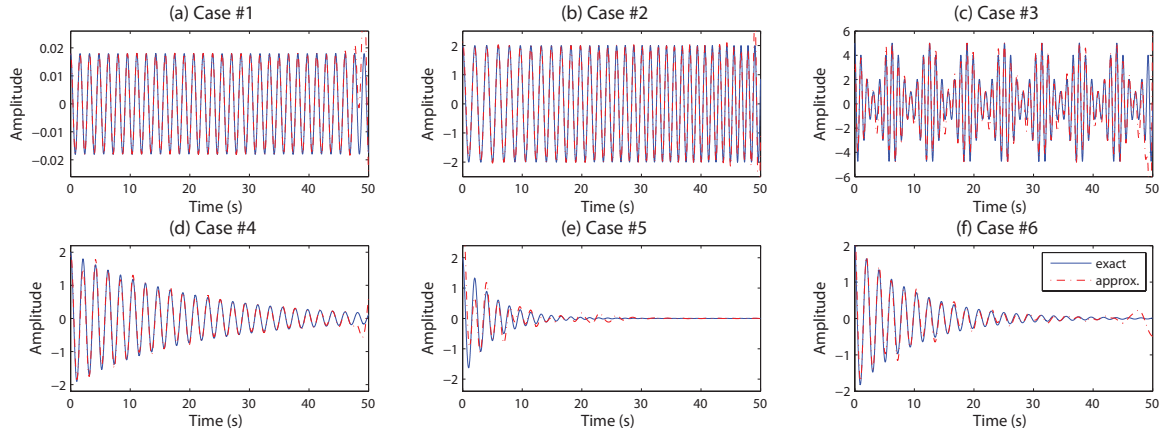 (a) Case #1
(b) Case #2
(c) Case #3
Amplitude
0.02
0.01
0
−0.01
−0.02
0 10 20 30 40 50
Time (s)
Amplitude
2
1
0
−1
−2
0 10 20 30 40 50
Time (s)
Amplitude
6
4
2
0
−2
−4
−6
0 10 20 30 40 50
Time (s)
(d) Case #4
(e) Case #5
(f) Case #6
Amplitude
2
1
0
−1
−2
0 10 20 30 40 50
Time (s)
Amplitude
2
1
0
−1
−2
0 10 20 30 40 50
Time (s)
Amplitude
2
1
0
−1
−2
0 10 20 30 40 50
Time (s)
exact
approx.